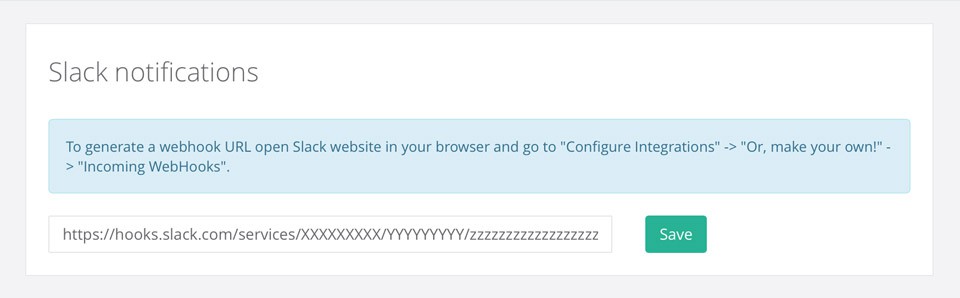 Slack notifications
To generate a webhook URL open Slack website in your browser and go to "Configure Integrations" -> "Or, make your own!" -
> "Incoming WebHooks".
https://hooks.slack.com/services/XXXXXXXXX/YYYYYYYYY/zzzzzzzzzzzzzzzzzz
Save